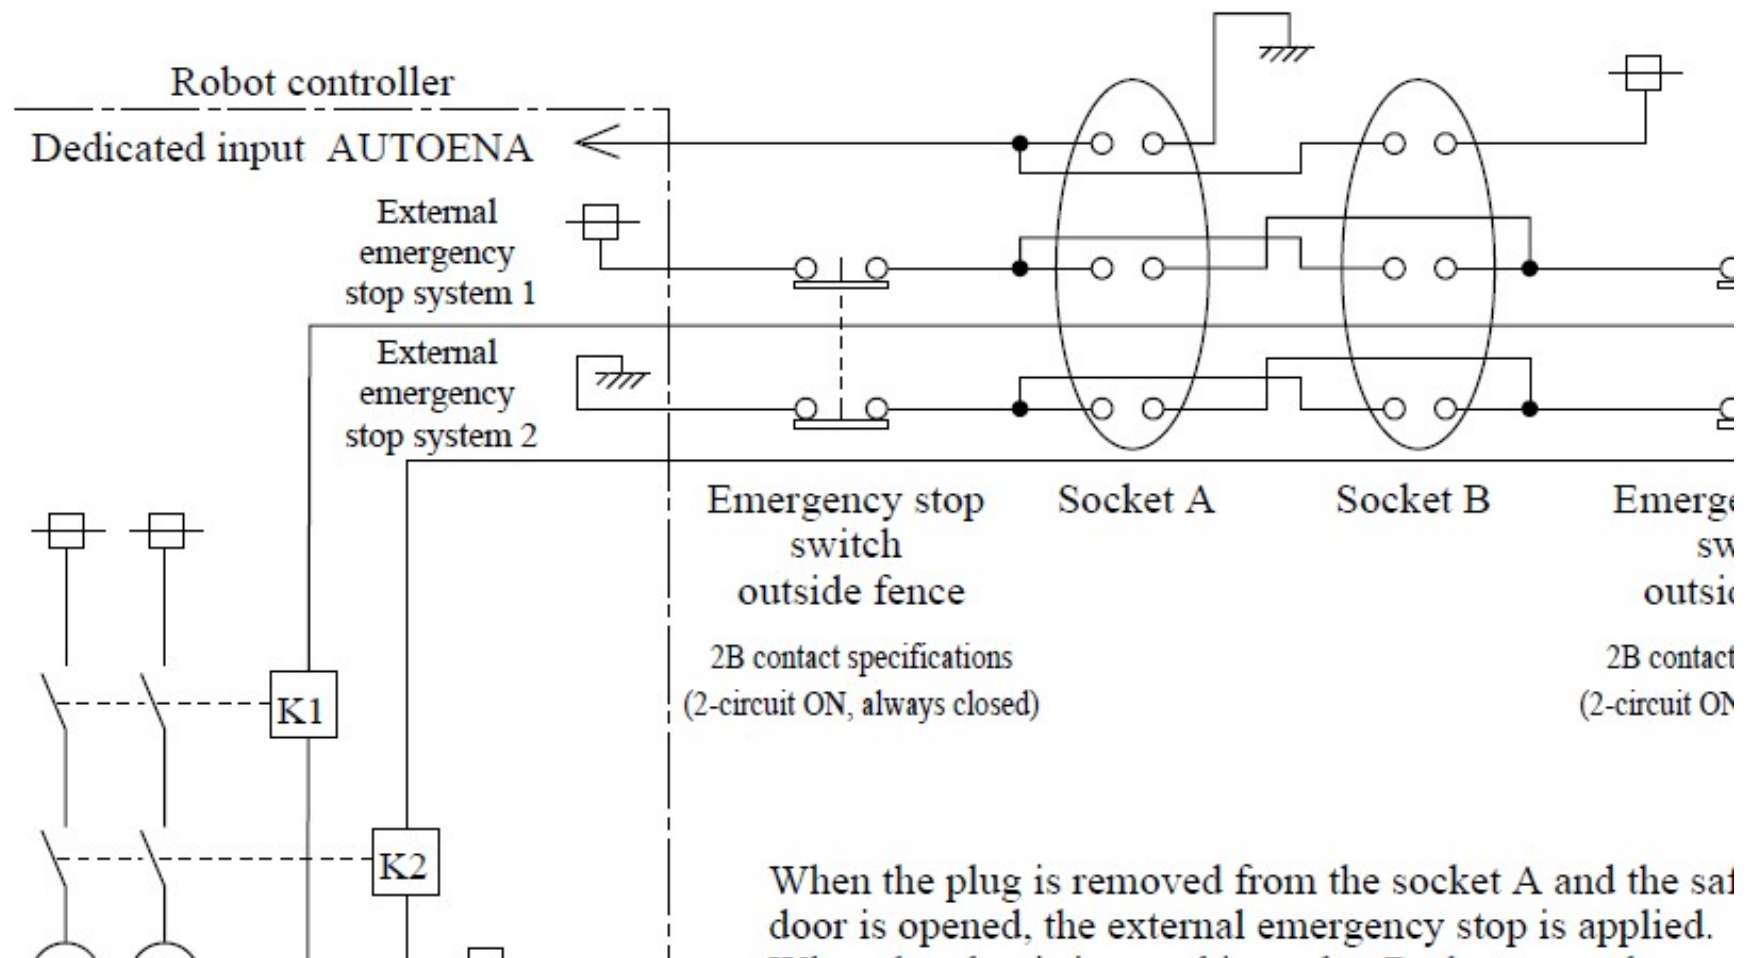 Robot controller
Dedicated input AUTOENA
External
emergency
stop system 1
External
emergency
stop system 2
Emergency stop
switch
outside fence
2B contact specifications
(2-circuit ON, always closed)
Socket A
Socket B
2B contact
K1
K2
When the plug is removed from the socket A and the
door is opened, the external emergency stop is applied.